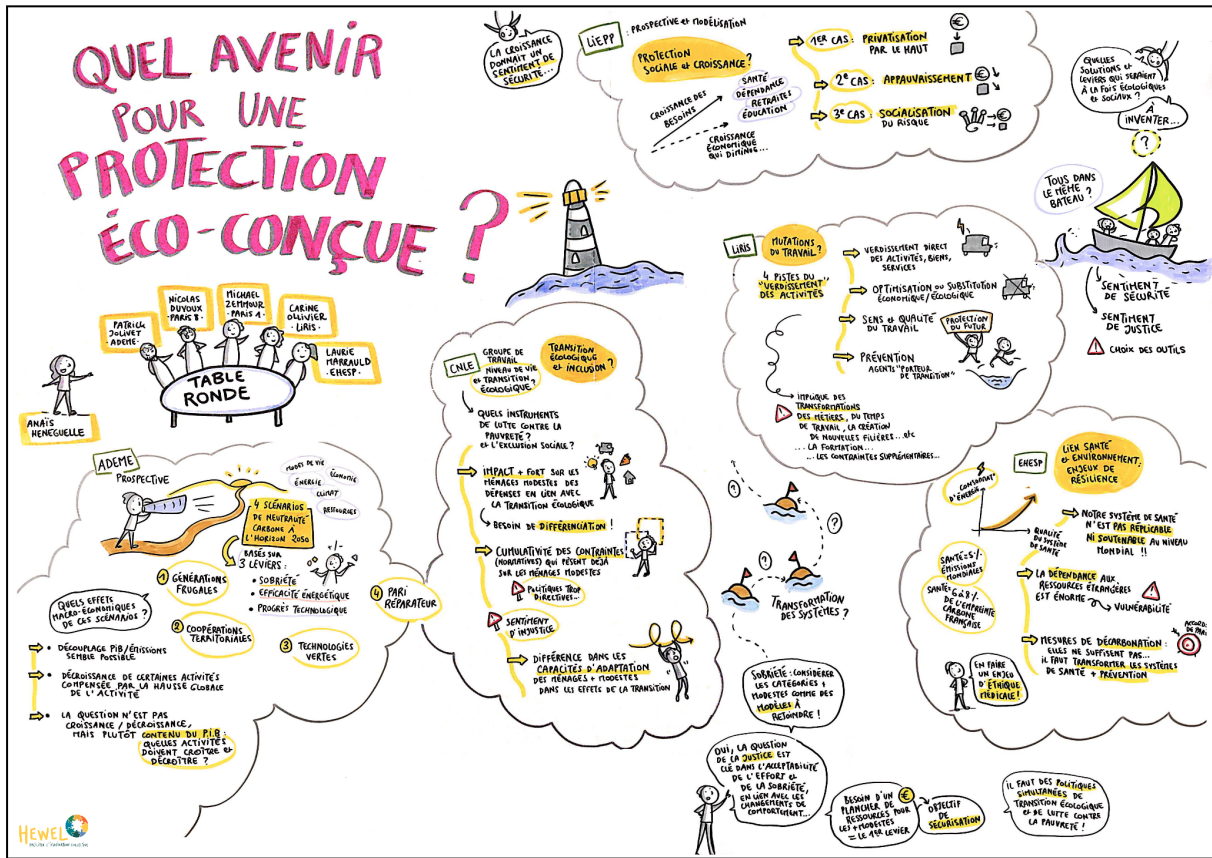 QUEL AVENIR
POUR UNE
PROTECTION
ÉCO-CONÇUE ?
PATRICK
JOLIVET
ADEME
NICOLAS
DUVOUX
PARIS 8
MICHAEL
ZEMMOUR
PARIS 1
CARINE
OLLIVIER
LIRIS
LAURIE
MARRAULD
EHESP
TABLE
RONDE
ANAÏS
HENEGUELLE
LA CROISSANCE
DONNAIT UN
SENTIMENT DE
SÉCURITÉ...
LIEPP : PROSPECTIVE ET MODÉLISATION
PROTECTION
SOCIALE ET CROISSANCE ?
CROISSANCE DES
BESOINS
SANTÉ
DÉPENDANCE
RETRAITES
ÉDUCATION
CROISSANCE
ÉCONOMIQUE
QUI DIMINUE...
1ER CAS : PRIVATISATION
PAR LE HAUT
2e CAS : APPAUVRISSEMENT
3e CAS : SOCIALISATION
DU RISQUE
QUELLES
SOLUTIONS ET
LEVIERS QUI SERAIENT
À LA FOIS ÉCOLOGIQUES
ET SOCIAUX ?
À
INVENTER...
?
TOUS DANS
LE MÊME
BATEAU ?
SENTIMENT
DE SÉCURITÉ
SENTIMENT
DE JUSTICE
CHOIX DES OUTILS
LIRIS
MUTATIONS
DU TRAVAIL ?
4 PISTES DU
"VERDISSEMENT"
DES ACTIVITÉS
VERDISSEMENT DIRECT
DES ACTIVITÉS, BIENS,
SERVICES
OPTIMISATION OU SUBSTITUTION
ÉCONOMIQUE/ÉCOLOGIQUE
SENS ET QUALITÉ
DU TRAVAIL
PROTECTION
DU FUTUR
PRÉVENTION
AGENTS "PORTEUR
DE TRANSITION"
IMPLIQUE DES
TRANSFORMATIONS
DES MÉTIERS, DU TEMPS
DE TRAVAIL, LA CRÉATION
DE NOUVELLES FILIÈRES...etc
... LA FORMATION...
... LES CONTRAINTES SUPPLÉMENTAIRES...
CNLE
GROUPE DE
TRAVAIL
NIVEAU DE VIE
ET TRANSITION
ÉCOLOGIQUE ?
TRANSITION
ÉCOLOGIQUE
ET INCLUSION ?
QUELS INSTRUMENTS
DE LUTTE CONTRE LA
PAUVRETÉ ?
ET L'EXCLUSION SOCIALE ?
IMPACT + FORT SUR LES
MÉNAGES MODESTES DES
DÉPENSES EN LIEN AVEC
LA TRANSITION ÉCOLOGIQUE
BESOIN DE DIFFÉRENCIATION !
CUMULATIVITÉ DES CONTRAINTES
(NORMATIVES) QUI PÈSENT DÉJÀ
SUR LES MÉNAGES MODESTES
POLITIQUES TROP
DIRECTIVES...
SENTIMENT
D'INJUSTICE
DIFFÉRENCE DANS LES
CAPACITÉS D'ADAPTATION
DES MÉNAGES + MODESTES
DANS LES EFFETS DE LA TRANSITION
ADEME
PROSPECTIVE
MODES DE VIE
ÉCONOMIE
ÉNERGIE
CLIMAT
RESSOURCES
4 SCÉNARIOS
DE NEUTRALITÉ
CARBONE À
L'HORIZON 2050
BASÉS SUR
3 LEVIERS :
• SOBRIÉTÉ
• EFFICACITÉ ÉNERGÉTIQUE
• PROGRÈS TECHNOLOGIQUE
1 GÉNÉRATIONS
FRUGALES
2 COOPÉRATIONS
TERRITORIALES
3 TECHNOLOGIES
VERTES
4 PARI
RÉPARATEUR
QUELS EFFETS
MACRO-ÉCONOMIQUES
DE CES SCÉNARIOS ?
• DÉCOUPLAGE PIB/ÉMISSIONS
SEMBLE POSSIBLE
• DÉCROISSANCE DE CERTAINES ACTIVITÉS
COMPENSÉE PAR LA HAUSSE GLOBALE
DE L'ACTIVITÉ
• LA QUESTION N'EST PAS
CROISSANCE / DÉCROISSANCE,
MAIS PLUTÔT CONTENU DU P.I.B :
QUELLES ACTIVITÉS
DOIVENT CROÎTRE ET
DÉCROÎTRE ?
?
?
?
?
TRANSFORMATION
DES SYSTÈMES ?
EHESP
LIEN SANTÉ
ET ENVIRONNEMENT :
ENJEUX DE
RÉSILIENCE
CONSOMMAT°
D'ÉNERGIE
QUALITÉ
DU SYSTÈME
DE SANTÉ
SANTÉ = 5%
ÉMISSIONS
MONDIALES
SANTÉ = 6 à 8%
DE L'EMPREINTE
CARBONE
FRANÇAISE
NOTRE SYSTÈME DE SANTÉ
N'EST PAS RÉPLICABLE
NI SOUTENABLE AU NIVEAU
MONDIAL !!
LA DÉPENDANCE AUX
RESSOURCES ÉTRANGÈRES
EST ÉNORME
VULNÉRABILITÉ
MESURES DE DÉCARBONATION :
ELLES NE SUFFISENT PAS...
IL FAUT TRANSFORMER LES SYSTÈMES
DE SANTÉ + PRÉVENTION
EN FAIRE
UN ENJEU
D'ÉTHIQUE
MÉDICALE !
SOBRIÉTÉ : CONSIDÉRER
LES CATÉGORIES +
MODESTES COMME DES
MODÈLES À
REJOINDRE !
OUI, LA QUESTION
DE LA JUSTICE EST
CLÉ DANS L'ACCEPTABILITÉ
DE L'EFFORT ET
DE LA SOBRIÉTÉ,
EN LIEN AVEC LES
CHANGEMENTS DE
COMPORTEMENT...
BESOIN D'UN
PLANCHER DE
RESSOURCES POUR
LES + MODESTES
= LE 1ER LEVIER
OBJECTIF
DE
SÉCURISATION
IL FAUT DES POLITIQUES
SIMULTANÉES DE
TRANSITION ÉCOLOGIQUE
ET DE LUTTE CONTRE
LA PAUVRETÉ !
HEWEL